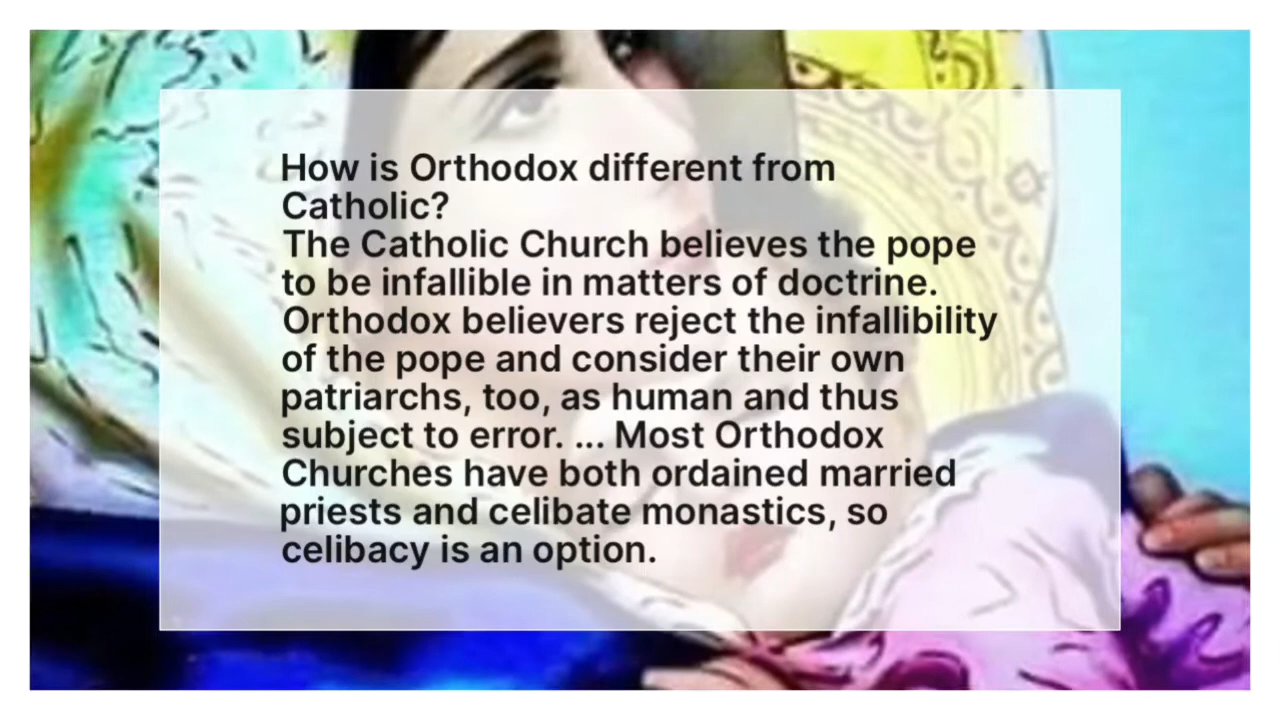 How is Orthodox different from
Catholic?
The Catholic Church believes the pope
to be infallible in matters of doctrine.
Orthodox believers reject the infallibility
of the pope and consider their own
patriarchs, too, as human and thus
subject to error. ... Most Orthodox
Churches have both ordained married
priests and celibate monastics, so
celibacy is an option.